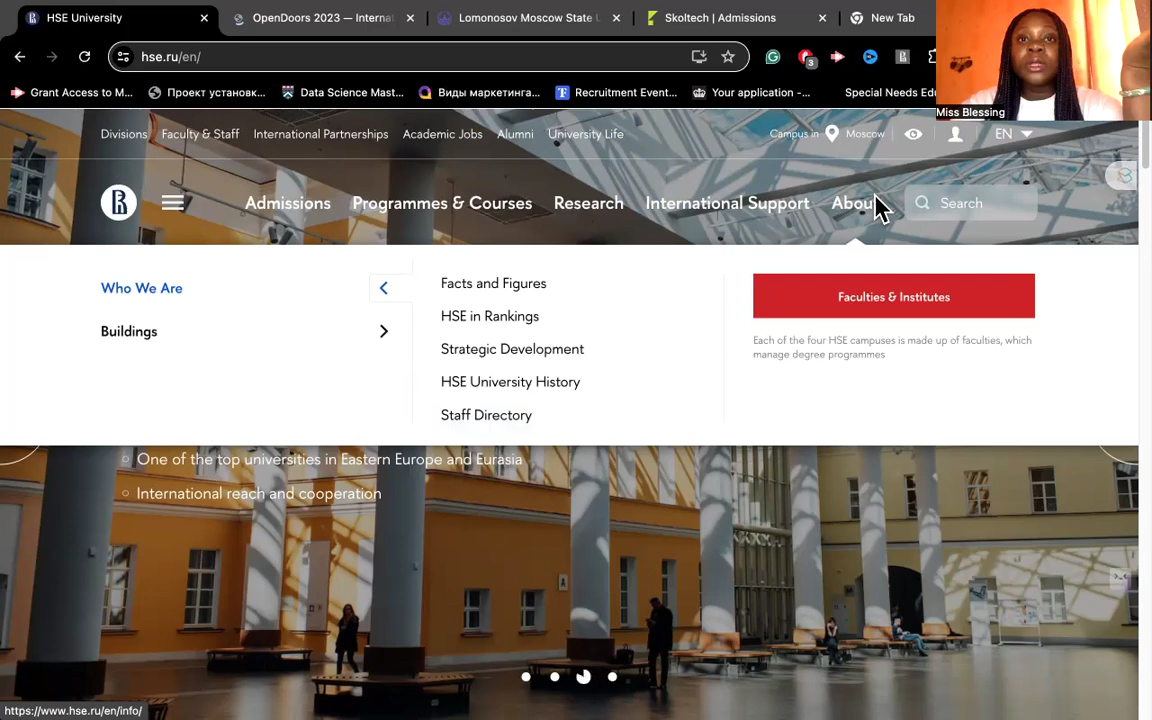 HSE University
OpenDoors 2023 — Internat
Lomonosov Moscow State U
Skoltech | Admissions
New Tab
hse.ru/en/
3
Grant Access to M...
Проект установк...
Data Science Mast...
Виды маркетинга...
Recruitment Event...
Your application -...
Special Needs Edu
Miss Blessing
Divisions
Faculty & Staff
International Partnerships
Academic Jobs
Alumni
University Life
Campus in
Moscow
EN
Admissions
Programmes & Courses
Research
International Support
Abou
Search
Who We Are
Buildings
Facts and Figures
HSE in Rankings
Strategic Development
HSE University History
Staff Directory
Faculties & Institutes
Each of the four HSE campuses is made up of faculties, which
manage degree programmes
One of the top universities in Eastern Europe and Eurasia
International reach and cooperation
A
https://www.hse.ru/en/info/